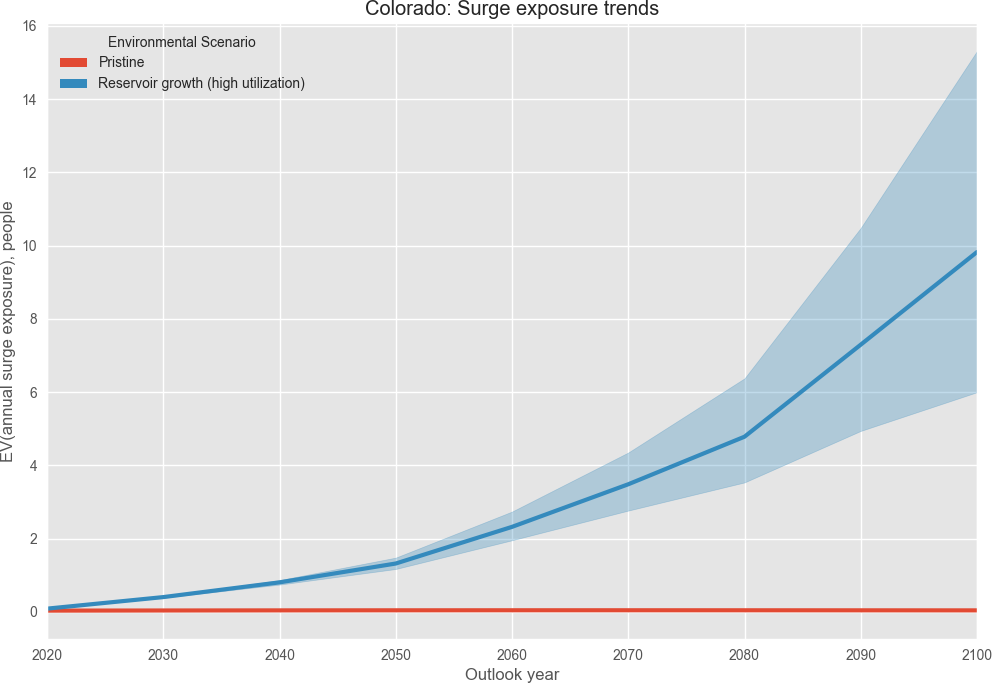 Colorado: Surge exposure trends
Environmental Scenario
Pristine
Reservoir growth (high utilization)
16
14
12
10
8
6
4
2
0
EV(annual surge exposure), people
2020 2030 2040 2050 2060 2070 2080 2090 2100
Outlook year